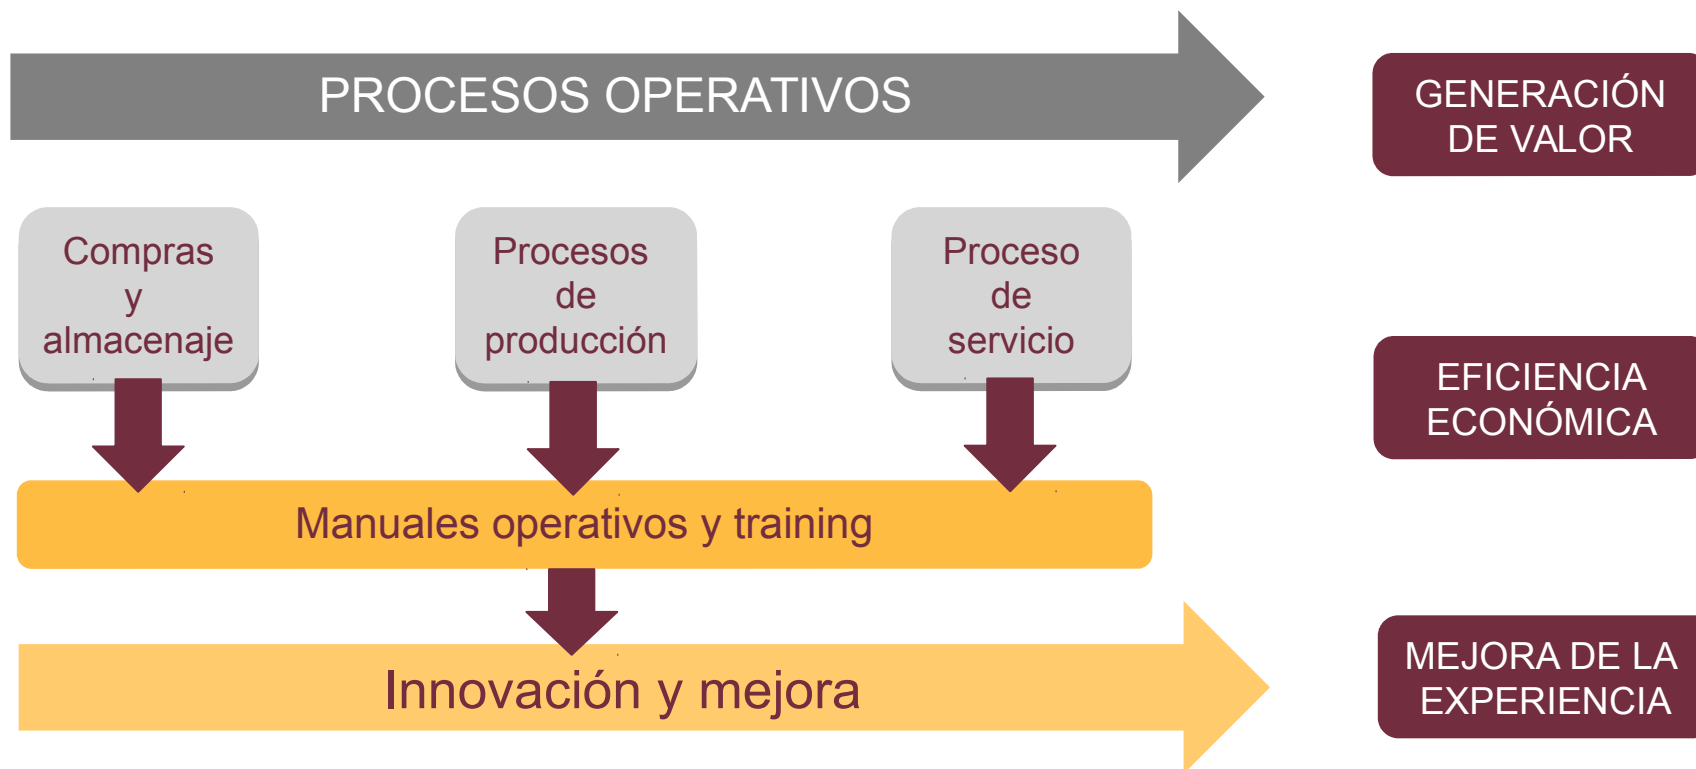 PROCESOS OPERATIVOS
GENERACIÓN
DE VALOR
Compras
y
almacenaje
Procesos
de
producción
Proceso
de
servicio
EFICIENCIA
ECONÓMICA
Manuales operativos y training
Innovación y mejora
MEJORA DE LA
EXPERIENCIA